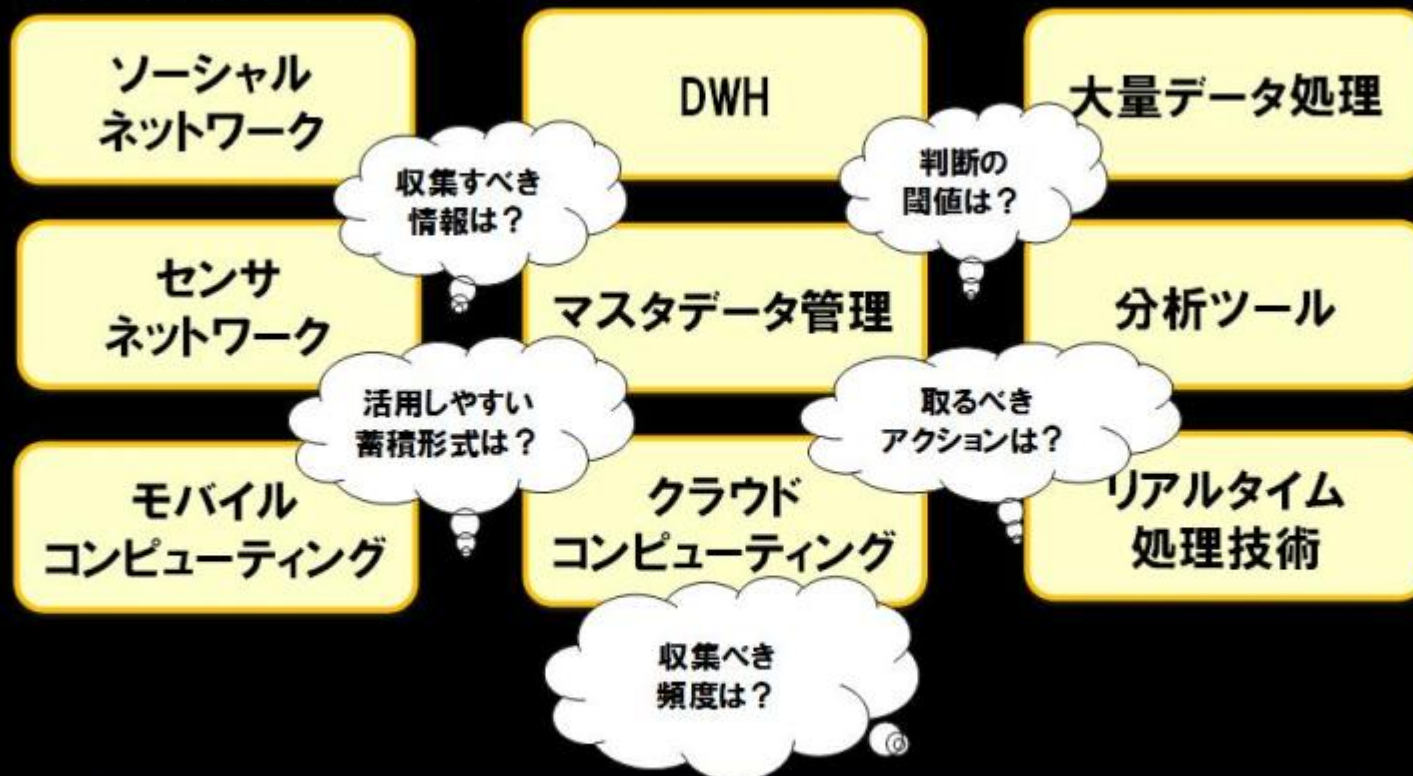 ソーシャル
ネットワーク
DWH
大量データ処理
収集すべき
情報は？
判断の
閾値は？
センサ
ネットワーク
マスタデータ管理
分析ツール
活用しやすい
蓄積形式は？
取るべき
アクションは？
モバイル
コンピューティング
クラウド
コンピューティング
リアルタイム
処理技術
収集べき
頻度は？